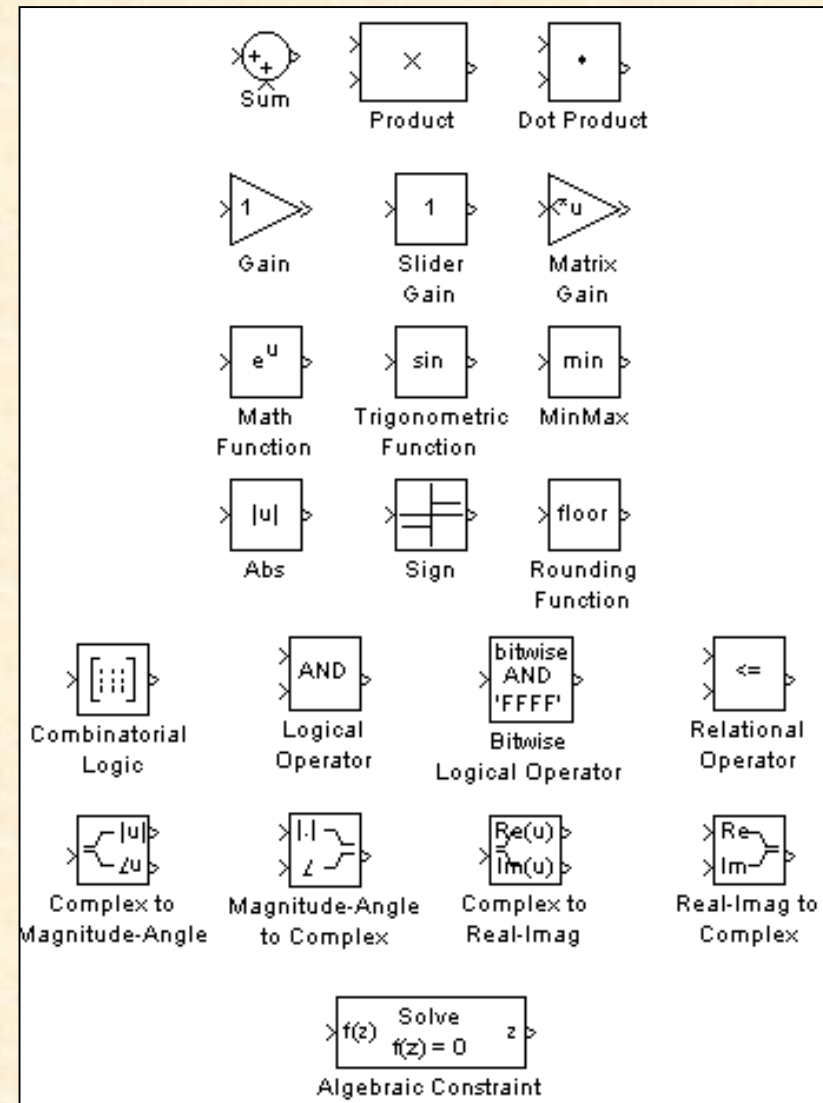 +
+
Sum
×
Product
•
Dot Product
1
Gain
1
Slider
Gain
u
Matrix
Gain
e^u
Math
Function
sin
Trigonometric
Function
min
MinMax
|u|
Abs
Sign
floor
Rounding
Function
Combinatorial
Logic
AND
Logical
Operator
bitwise
AND
'FFFF'
Bitwise
Logical Operator
<=
Relational
Operator
|u|
∠u
Complex to
Magnitude-Angle
|.|
∠
Magnitude-Angle
to Complex
Re(u)
Im(u)
Complex to
Real-Imag
Re
Im
Real-Imag to
Complex
f(z) Solve z
f(z) = 0
Algebraic Constraint